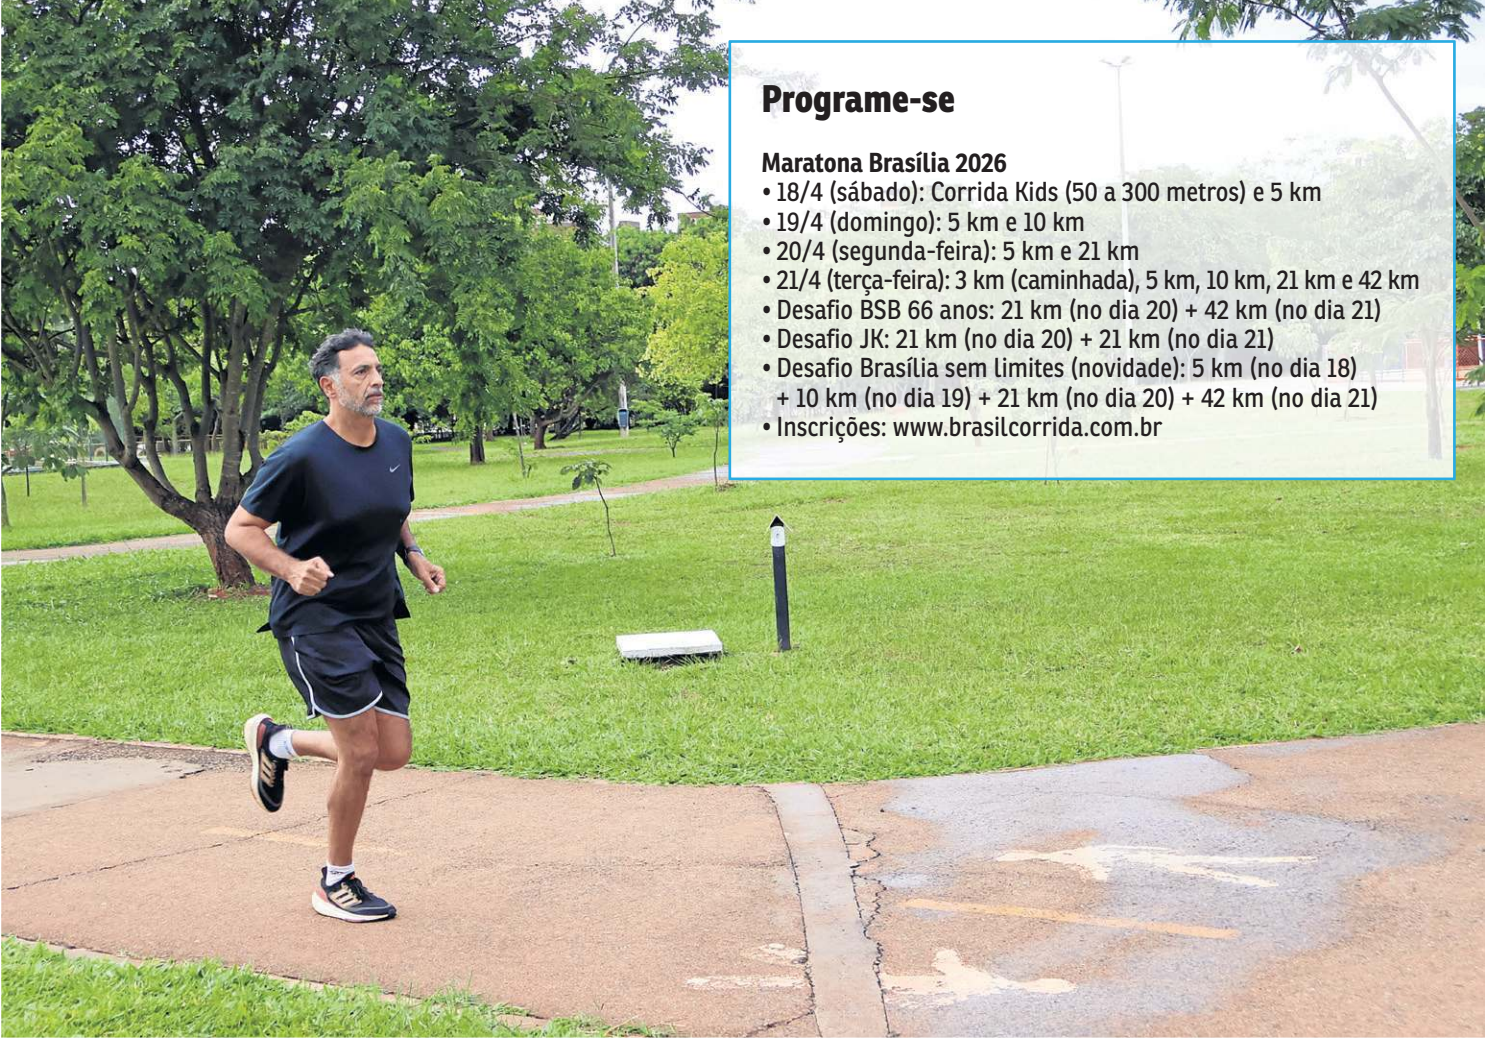 Programe-se
Maratona Brasília 2026
• 18/4 (sábado): Corrida Kids (50 a 300 metros) e 5 km
• 19/4 (domingo): 5 km e 10 km
• 20/4 (segunda-feira): 5 km e 21 km
• 21/4 (terça-feira): 3 km (caminhada), 5 km, 10 km, 21 km e 42 km
• Desafio BSB 66 anos: 21 km (no dia 20) + 42 km (no dia 21)
• Desafio JK: 21 km (no dia 20) + 21 km (no dia 21)
• Desafio Brasília sem limites (novidade): 5 km (no dia 18)
+ 10 km (no dia 19) + 21 km (no dia 20) + 42 km (no dia 21)
• Inscrições: www.brasilcorrida.com.br